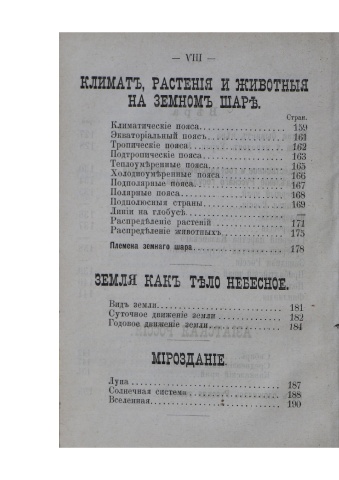 — VIII —
КЛИМАТЪ, РАСТЕНІЯ И ЖИВОТНЫЯ
НА ЗЕМНОМЪ ШАРѢ.
Стран.
Климатическіе пояса 159
Экваторіальный поясъ 161
Тропическіе пояса 162
Подтропическіе пояса 163
Теплоумѣренные пояса 165
Холодноумѣренные пояса 166
Подполярные пояса 167
Полярные пояса 168
Подполюсныя страны 169
Линіи на глобусѣ —
Распредѣленіе растеній 171
Распредѣленіе животныхъ 175
Племена земнаго шара 178
ЗЕМЛЯ КАКЪ ТѢЛО НЕБЕСНОЕ.
Видъ земли 181
Суточное движеніе земли 182
Годовое движеніе земли 184
МІРОЗДАНІЕ.
Луна 187
Солнечная система 188
Вселенная 190